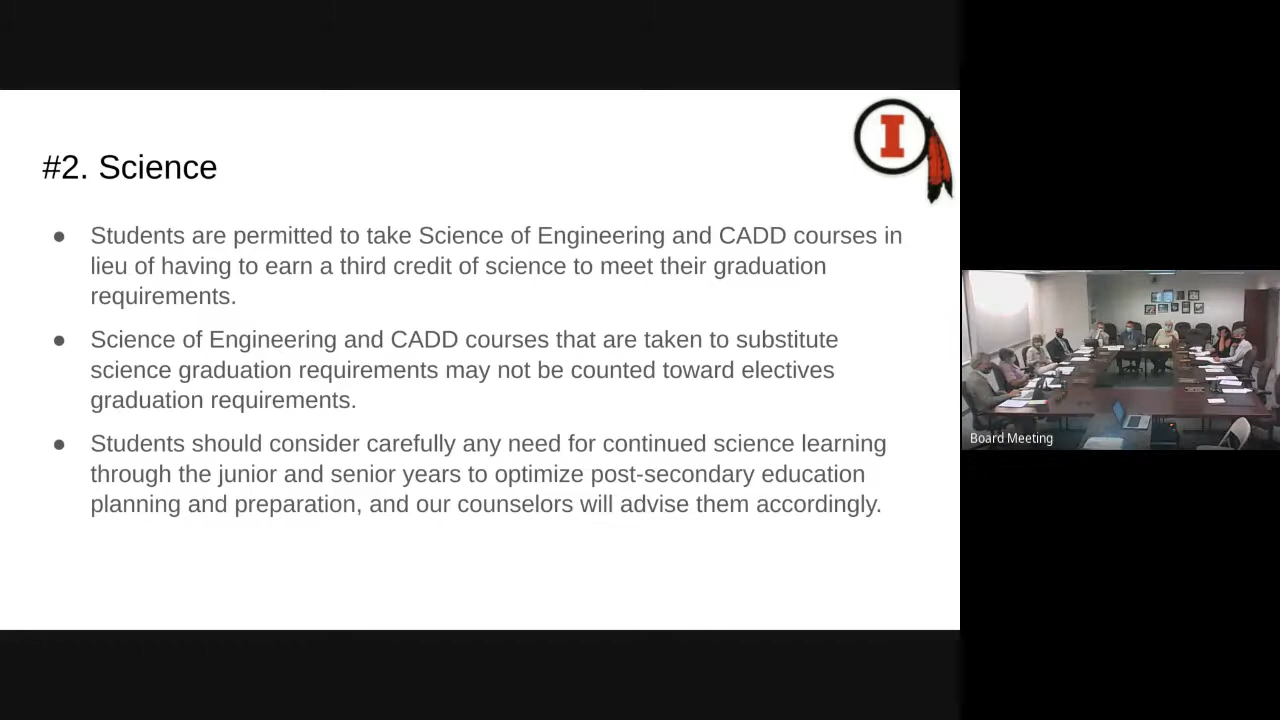 I
#2. Science
● Students are permitted to take Science of Engineering and CADD courses in
lieu of having to earn a third credit of science to meet their graduation
requirements.
● Science of Engineering and CADD courses that are taken to substitute
science graduation requirements may not be counted toward electives
graduation requirements.
● Students should consider carefully any need for continued science learning
through the junior and senior years to optimize post-secondary education
planning and preparation, and our counselors will advise them accordingly.
Board Meeting